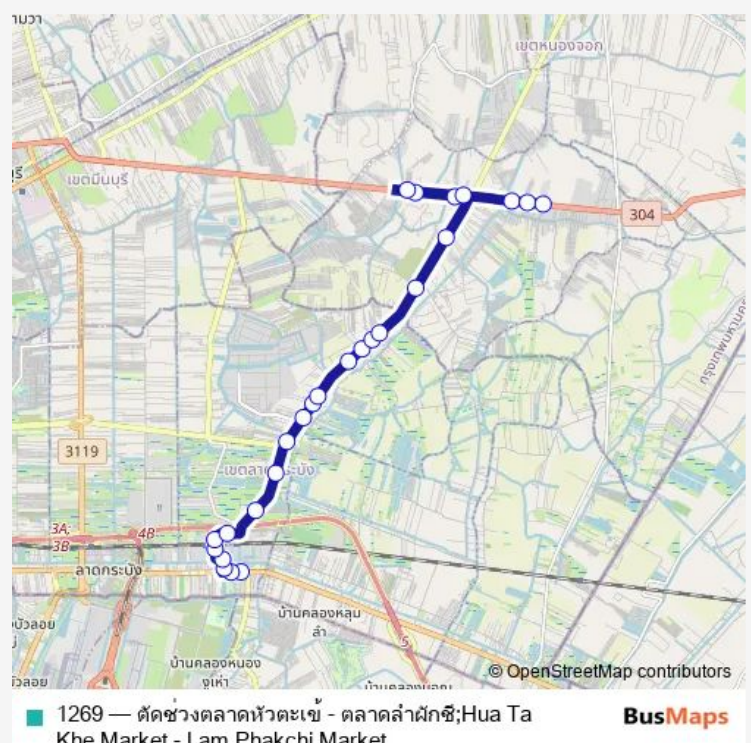 เขตหนองจอก
เขตมีนบุรี
304
3119
เขตลาดกระบัง
3A,
3B
4B
ลาดกระบัง
5
บ้านคลองหลุม
ลำ
บ้านคลองหนอง
งูเห่า
© OpenStreetMap contributors
1269 — ตัดช่วงตลาดหัวตะเข้ - ตลาดลำผักชี;Hua Ta
Khe Market - Lam Phakchi Market
BusMaps